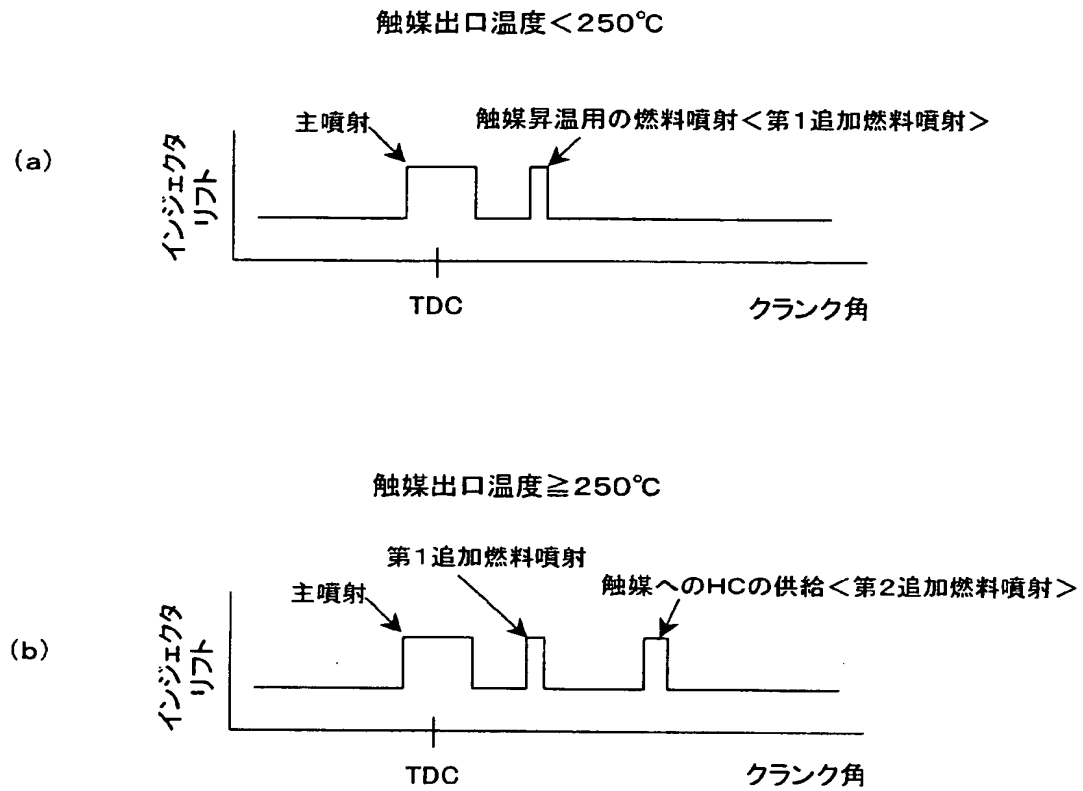 触媒出口温度<250℃
(a)
主噴射
触媒昇温用の燃料噴射<第1追加燃料噴射>
インジェクタ
リフト
TDC
クランク角
触媒出口温度≧250℃
(b)
第1追加燃料噴射
主噴射
触媒へのHCの供給<第2追加燃料噴射>
インジェクタ
リフト
TDC
クランク角